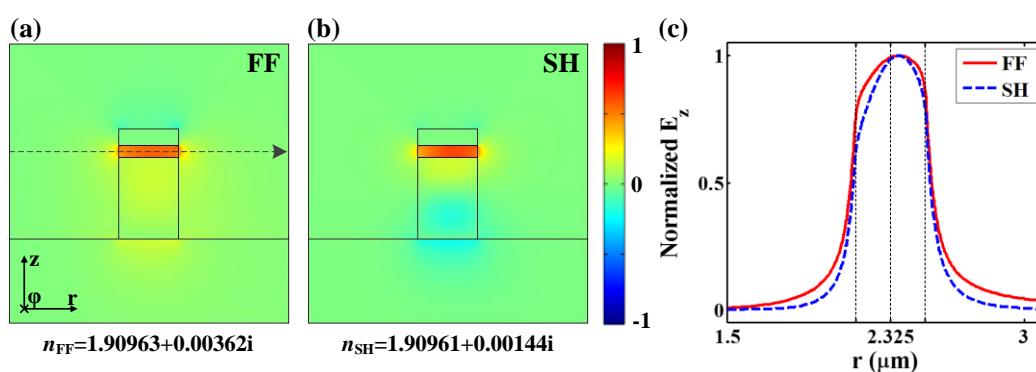 (a)
FF
z
φ
r
n_FF=1.90963+0.00362i
(b)
SH
n_SH=1.90961+0.00144i
1
0
-1
(c)
Normalized E_z
1
0.5
0
1.5
2.325
3
r (μm)
FF
SH